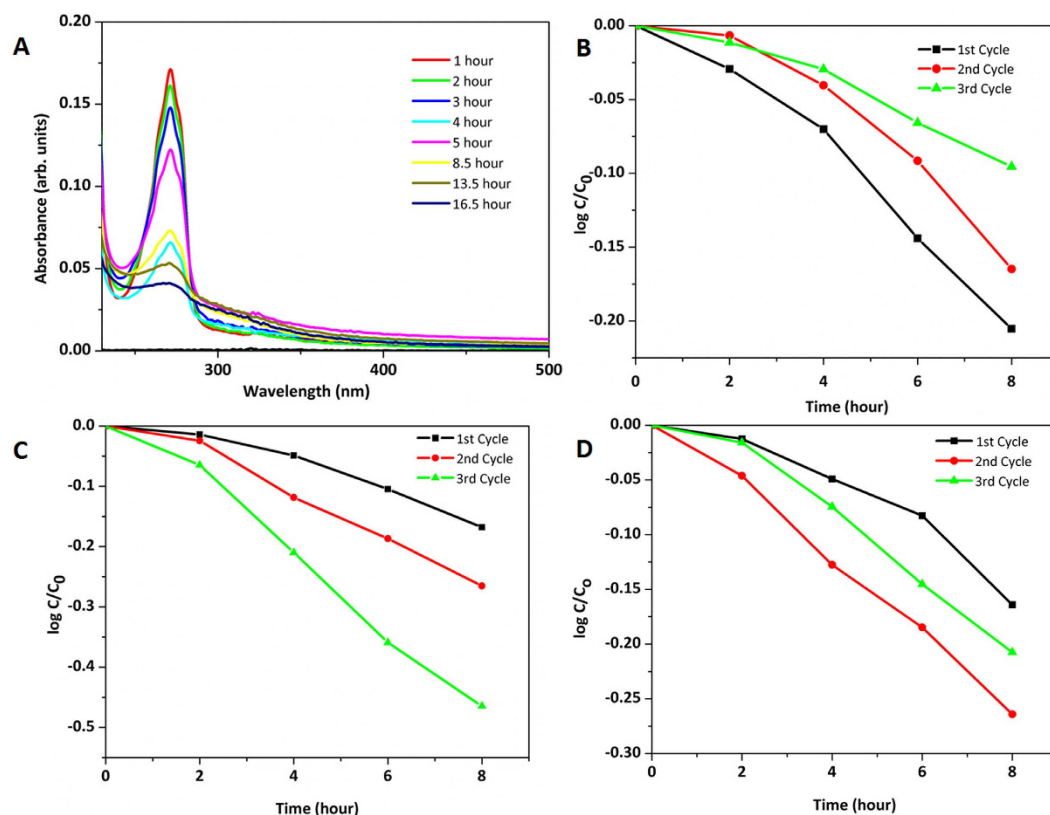 A
0.20
0.15
0.10
0.05
0.00
Absorbance (arb. units)
300
400
500
Wavelength (nm)
1 hour
2 hour
3 hour
4 hour
5 hour
8.5 hour
13.5 hour
16.5 hour
B
0.00
-0.05
-0.10
-0.15
-0.20
log C/C0
0 2 4 6 8
Time (hour)
1st Cycle
2nd Cycle
3rd Cycle
C
0.0
-0.1
-0.2
-0.3
-0.4
-0.5
log C/C0
0 2 4 6 8
Time (hour)
1st Cycle
2nd Cycle
3rd Cycle
D
0.00
-0.05
-0.10
-0.15
-0.20
-0.25
-0.30
log C/Co
0 2 4 6 8
Time (hour)
1st Cycle
2nd Cycle
3rd Cycle